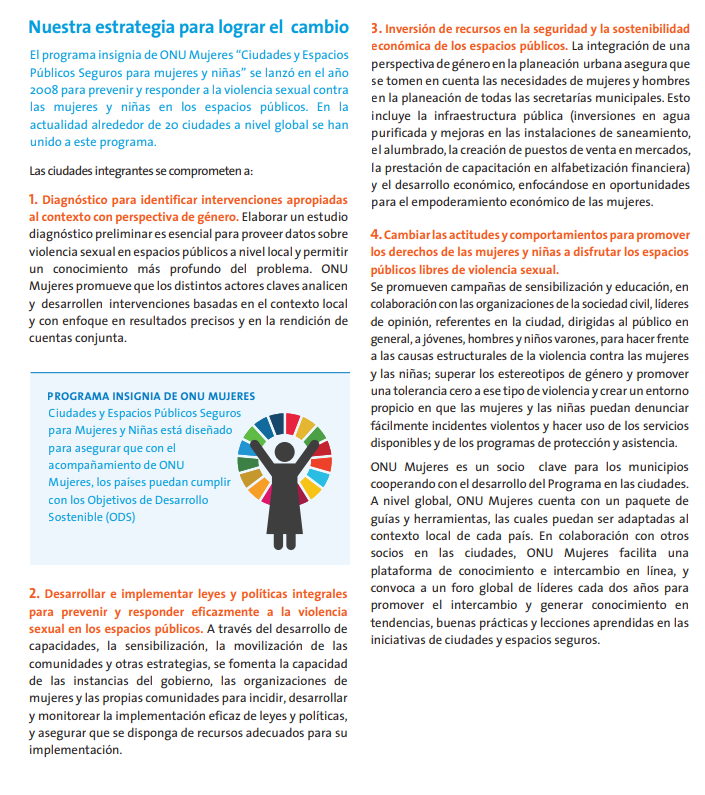 Nuestra estrategia para lograr el cambio
El programa insignia de ONU Mujeres “Ciudades y Espacios
Públicos Seguros para mujeres y niñas” se lanzó en el año
2008 para prevenir y responder a la violencia sexual contra
las mujeres y niñas en los espacios públicos. En la
actualidad alrededor de 20 ciudades a nivel global se han
unido a este programa.
Las ciudades integrantes se comprometen a:
1. Diagnóstico para identificar intervenciones apropiadas
al contexto con perspectiva de género. Elaborar un estudio
diagnóstico preliminar es esencial para proveer datos sobre
violencia sexual en espacios públicos a nivel local y permitir
un conocimiento más profundo del problema. ONU
Mujeres promueve que los distintos actores claves analicen
y desarrollen intervenciones basadas en el contexto local
y con enfoque en resultados precisos y en la rendición de
cuentas conjunta.
PROGRAMA INSIGNIA DE ONU MUJERES
Ciudades y Espacios Públicos Seguros
para Mujeres y Niñas está diseñado
para asegurar que con el
acompañamiento de ONU
Mujeres, los paises puedan cumplir
con los Objetivos de Desarrollo
Sostenible (ODS)
2. Desarrollar e implementar leyes y políticas integrales
para prevenir y responder eficazmente a la violencia
sexual en los espacios públicos. A través del desarrollo de
capacidades, la sensibilización, la movilización de las
comunidades y otras estrategias, se fomenta la capacidad
de las instancias del gobierno, las organizaciones de
mujeres y las propias comunidades para incidir, desarrollar
y monitorear la implementación eficaz de leyes y políticas,
y asegurar que se disponga de recursos adecuados para su
implementación.
3. Inversión de recursos en la seguridad y la sostenibilidad
económica de los espacios públicos. La integración de una
perspectiva de género en la planeación urbana asegura que
se tomen en cuenta las necesidades de mujeres y hombres
en la planeación de todas las secretarías municipales. Esto
incluye la infraestructura pública (inversiones en agua
purificada y mejoras en las instalaciones de saneamiento,
el alumbrado, la creación de puestos de venta en mercados,
la prestación de capacitación en alfabetización financiera)
y el desarrollo económico, enfocándose en oportunidades
para el empoderamiento económico de las mujeres.
4. Cambiar las actitudes y comportamientos para promover
los derechos de las mujeres y niñas a disfrutar los espacios
públicos libres de violencia sexual.
Se promueven campañas de sensibilización y educación, en
colaboración con las organizaciones de la sociedad civil, líderes
de opinión, referentes en la ciudad, dirigidas al público en
general, a jóvenes, hombres y niños varones, para hacer frente
a las causas estructurales de la violencia contra las mujeres
y las niñas; superar los estereotipos de género y promover
una tolerancia cero a ese tipo de violencia y crear un entorno
propicio en que las mujeres y las niñas puedan denunciar
fácilmente incidentes violentos y hacer uso de los servicios
disponibles y de los programas de protección y asistencia.
ONU Mujeres es un socio clave para los municipios
cooperando con el desarrollo del Programa en las ciudades.
A nivel global, ONU Mujeres cuenta con un paquete de
guías y herramientas, las cuales puedan ser adaptadas al
contexto local de cada país. En colaboración con otros
socios en las ciudades, ONU Mujeres facilita una
plataforma de conocimiento e intercambio en línea, y
convoca a un foro global de líderes cada dos años para
promover el intercambio y generar conocimiento en
tendencias, buenas prácticas y lecciones aprendidas en las
iniciativas de ciudades y espacios seguros.